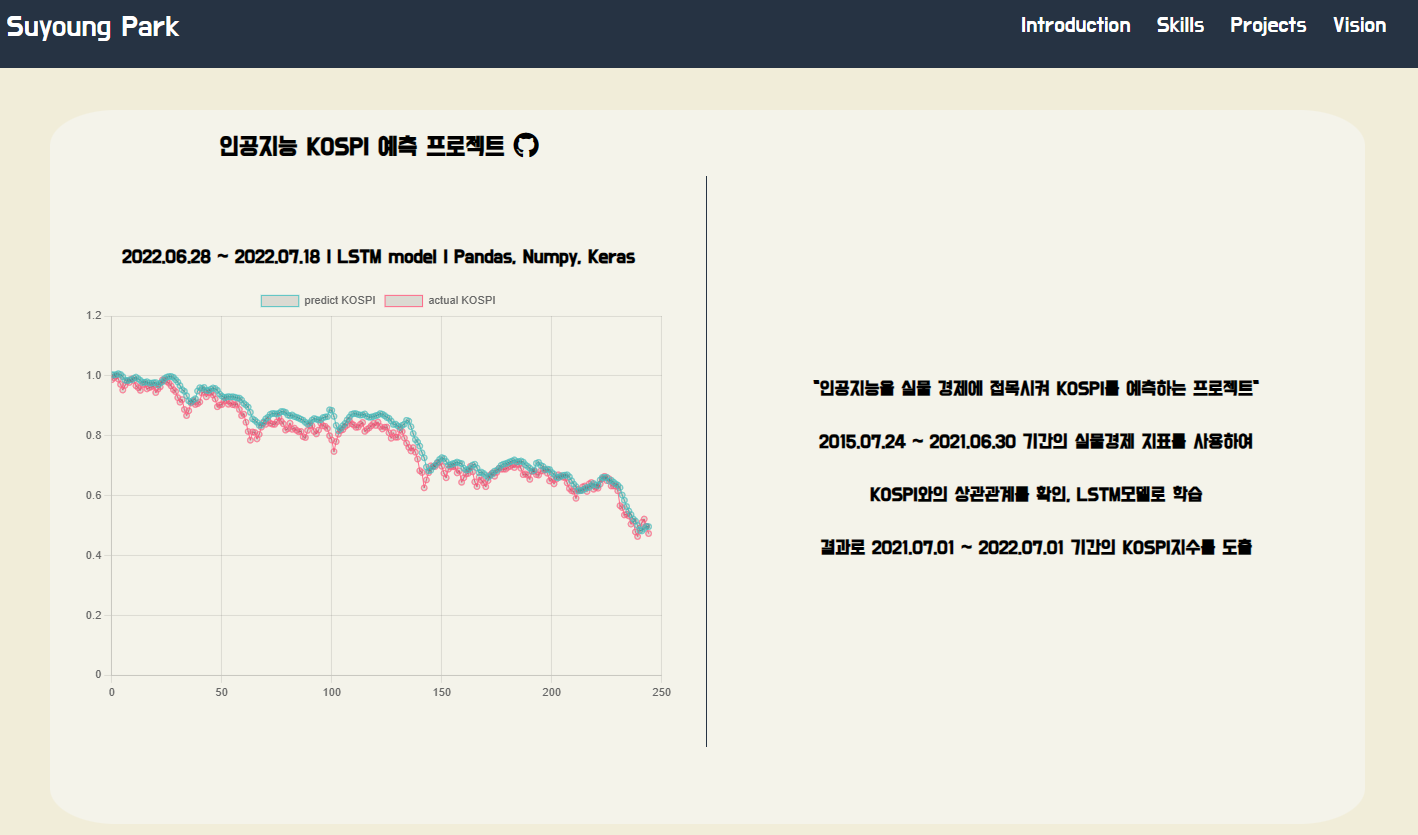 Suyoung Park
Introduction Skills Projects Vision
인공지능 KOSPI 예측 프로젝트
2022.06.28 ~ 2022.07.18 | LSTM model | Pandas, Numpy, Keras
predict KOSPI actual KOSPI
1.2
1.0
0.8
0.6
0.4
0.2
0
0 50 100 150 200 250
"인공지능을 실물 경제에 접목시켜 KOSPI를 예측하는 프로젝트"
2015.07.24 ~ 2021.06.30 기간의 실물경제 지표를 사용하여
KOSPI와의 상관관계를 확인, LSTM모델로 학습
결과로 2021.07.01 ~ 2022.07.01 기간의 KOSPI지수를 도출